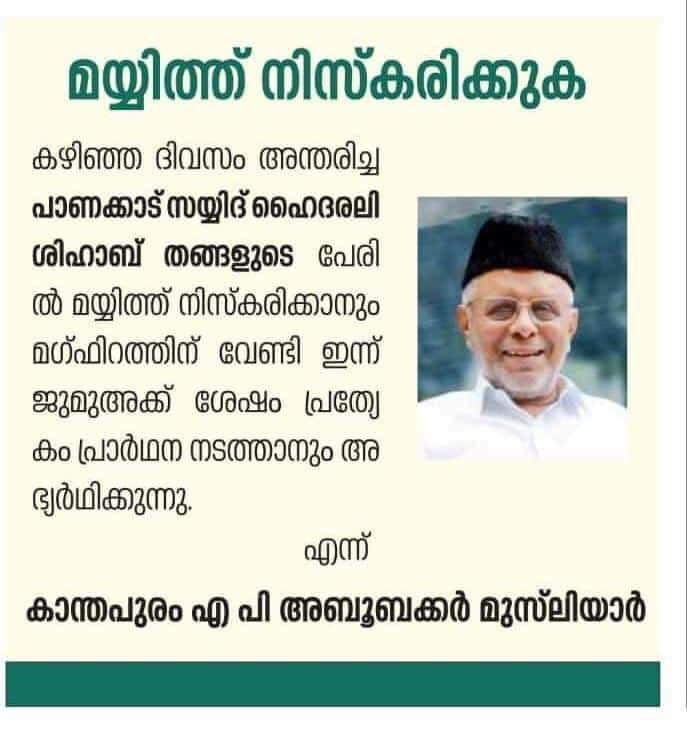 മയ്യിത്ത് നിസ്കരിക്കുക
കഴിഞ്ഞ ദിവസം അന്തരിച്ച
പാണക്കാട് സയ്യിദ് ഹൈദരലി
ശിഹാബ് തങ്ങളുടെ പേരി
ൽ മയ്യിത്ത് നിസ്കരിക്കാനും
മഗ്ഫിറത്തിന് വേണ്ടി ഇന്ന്
ജുമുഅക്ക് ശേഷം പ്രത്യേ
കം പ്രാർഥന നടത്താനും അ
ഭ്യർഥിക്കുന്നു.
എന്ന്
കാന്തപുരം എ പി അബൂബക്കർ മുസ്‌ലിയാർ